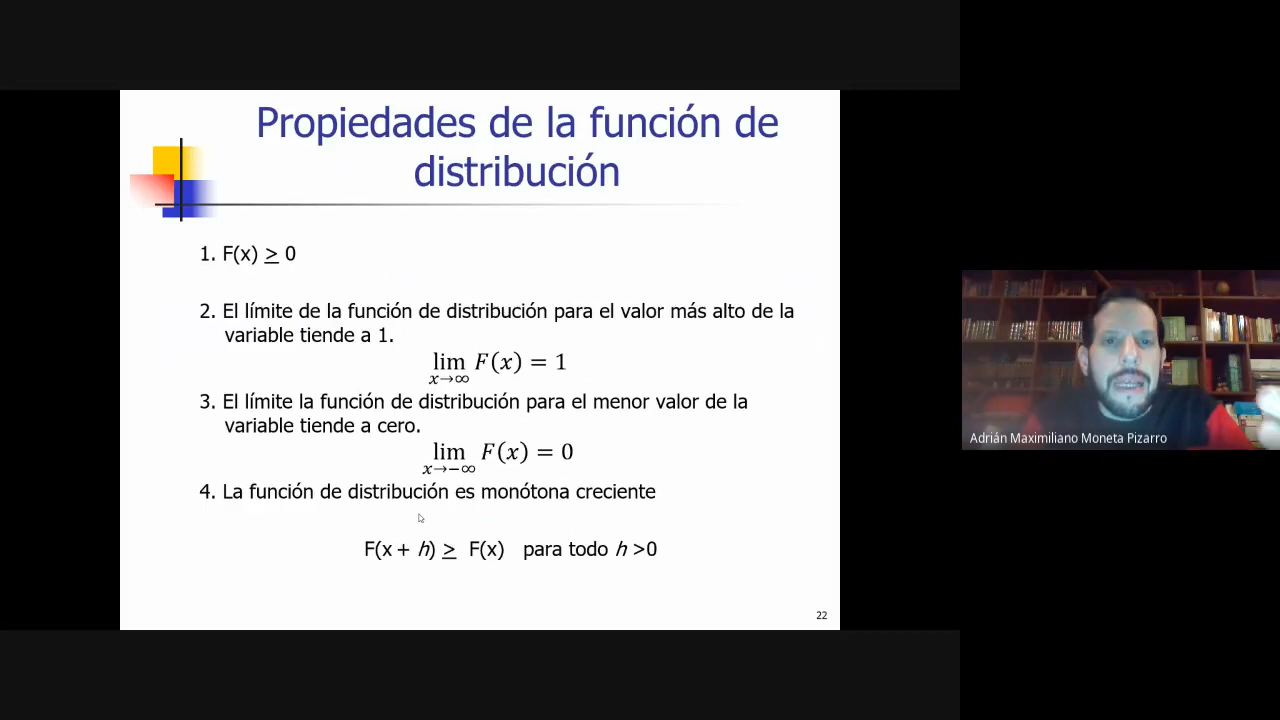 Propiedades de la función de
distribución
1. F(x) ≥ 0
2. El límite de la función de distribución para el valor más alto de la
variable tiende a 1.
lim F(x) = 1
x→∞
3. El límite la función de distribución para el menor valor de la
variable tiende a cero.
lim F(x) = 0
x→−∞
4. La función de distribución es monótona creciente
F(x + h) ≥ F(x) para todo h >0
22
Adrián Maximiliano Moneta Pizarro